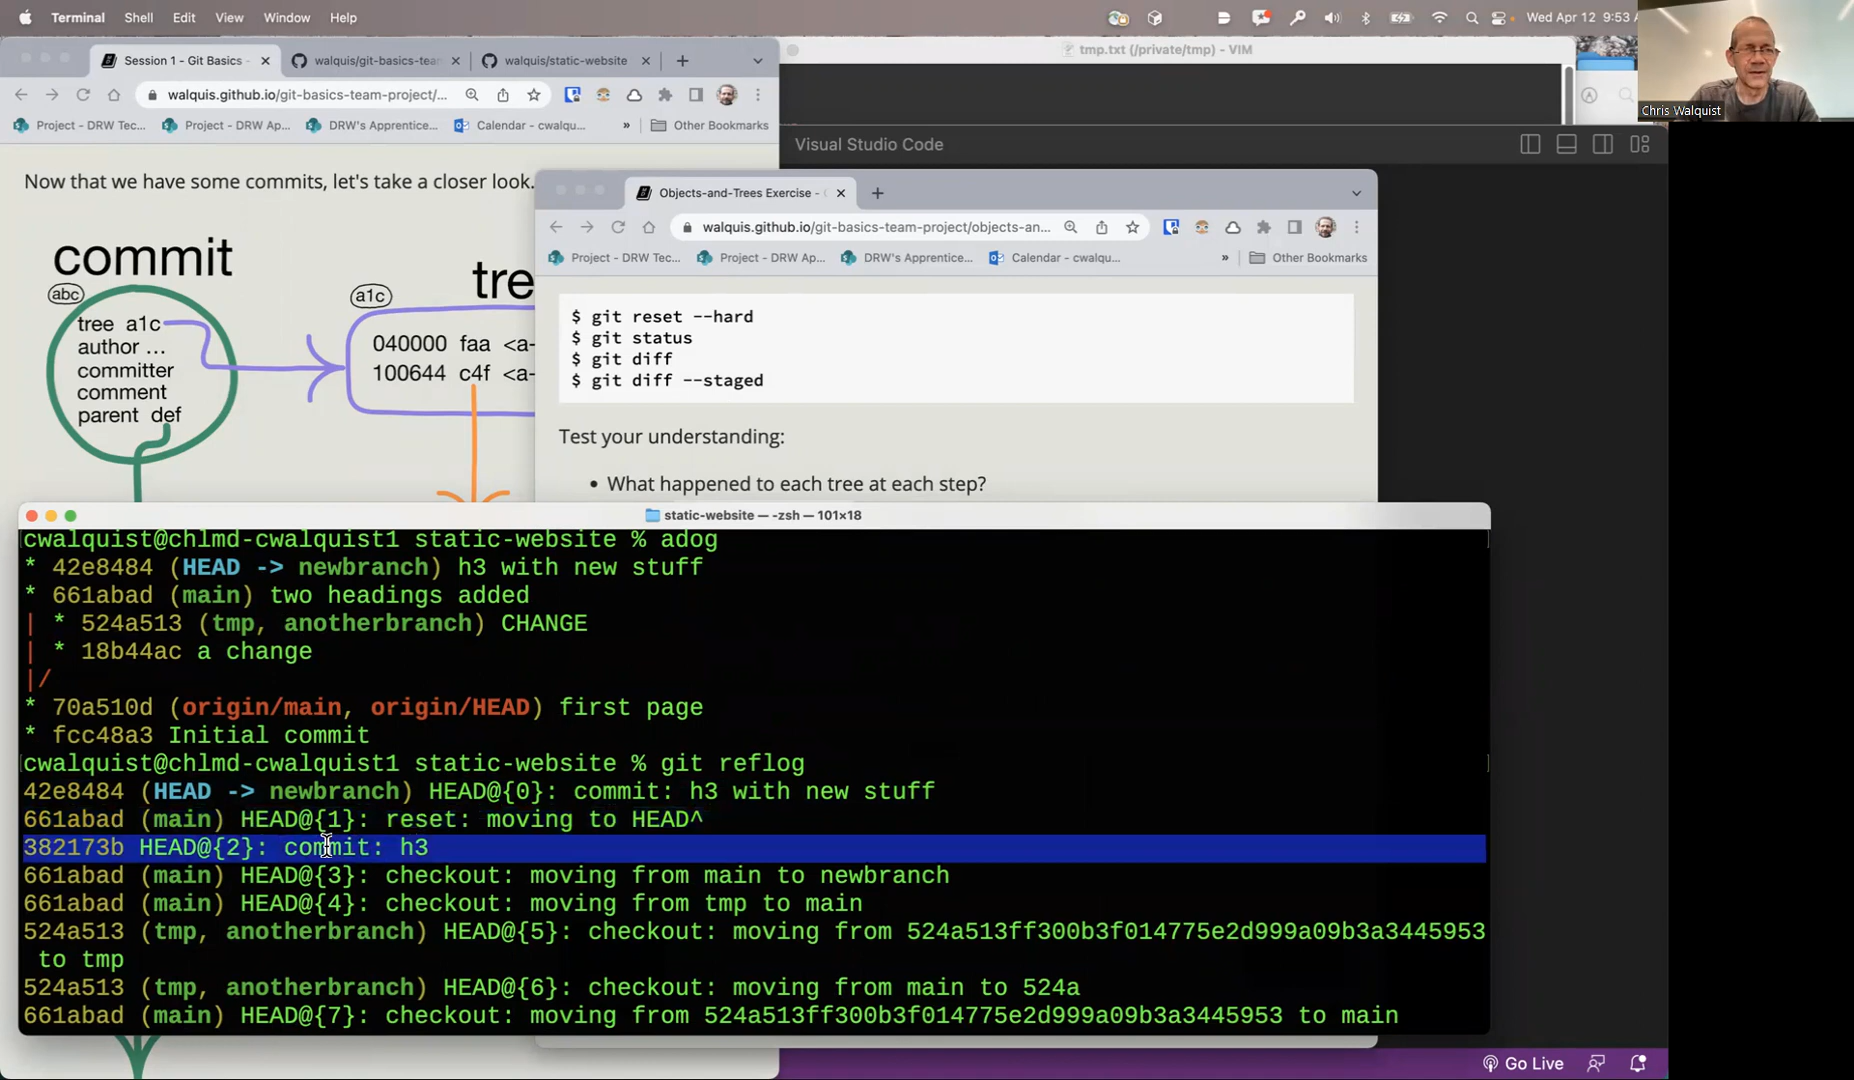 Terminal Shell Edit View Window Help
Wed Apr 12 9:53
Chris Walquist
Session 1 - Git Basics -
walquis/git-basics-tea
walquis/static-website
tmp.txt (/private/tmp) - VIM
walquis.github.io/git-basics-team-project/...
Project - DRW Tec... Project - DRW Ap... DRW's Apprentice... Calendar - cwalqu... » Other Bookmarks
Visual Studio Code
Now that we have some commits, let's take a closer look.
commit
abc
tree a1c
author ...
committer
comment
parent def
tre
a1c
040000 faa <a-
100644 c4f <a-
Objects-and-Trees Exercise -
walquis.github.io/git-basics-team-project/objects-an...
Project - DRW Tec... Project - DRW Ap... DRW's Apprentice... Calendar - cwalqu... » Other Bookmarks
$ git reset --hard
$ git status
$ git diff
$ git diff --staged
Test your understanding:
• What happened to each tree at each step?
static-website — -zsh — 101×18
cwalquist@chlmd-cwalquist1 static-website % adog
* 42e8484 (HEAD -> newbranch) h3 with new stuff
* 661abad (main) two headings added
| * 524a513 (tmp, anotherbranch) CHANGE
| * 18b44ac a change
|/
* 70a510d (origin/main, origin/HEAD) first page
* fcc48a3 Initial commit
cwalquist@chlmd-cwalquist1 static-website % git reflog
42e8484 (HEAD -> newbranch) HEAD@{0}: commit: h3 with new stuff
661abad (main) HEAD@{1}: reset: moving to HEAD^
382173b HEAD@{2}: commit: h3
661abad (main) HEAD@{3}: checkout: moving from main to newbranch
661abad (main) HEAD@{4}: checkout: moving from tmp to main
524a513 (tmp, anotherbranch) HEAD@{5}: checkout: moving from 524a513ff300b3f014775e2d999a09b3a3445953
to tmp
524a513 (tmp, anotherbranch) HEAD@{6}: checkout: moving from main to 524a
661abad (main) HEAD@{7}: checkout: moving from 524a513ff300b3f014775e2d999a09b3a3445953 to main
Go Live